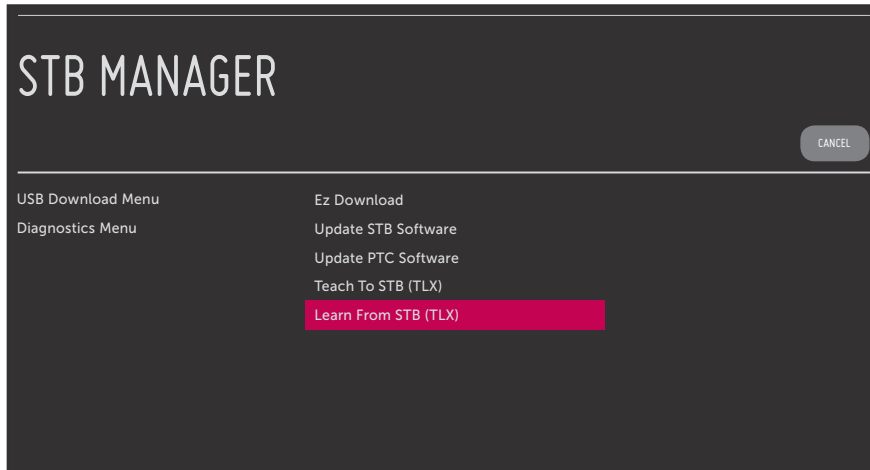 STB MANAGER
CANCEL
USB Download Menu
Diagnostics Menu
Ez Download
Update STB Software
Update PTC Software
Teach To STB (TLX)
Learn From STB (TLX)